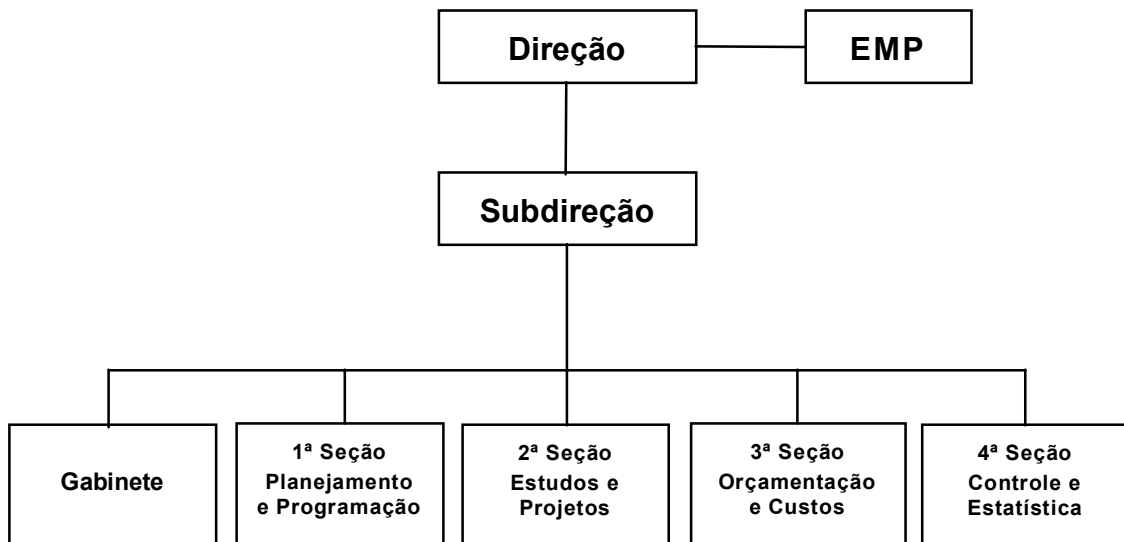 Direção
EMP
Subdireção
Gabinete
1ª Seção
Planejamento
e Programação
2ª Seção
Estudos e
Projetos
3ª Seção
Orçamentação
e Custos
4ª Seção
Controle e
Estatística